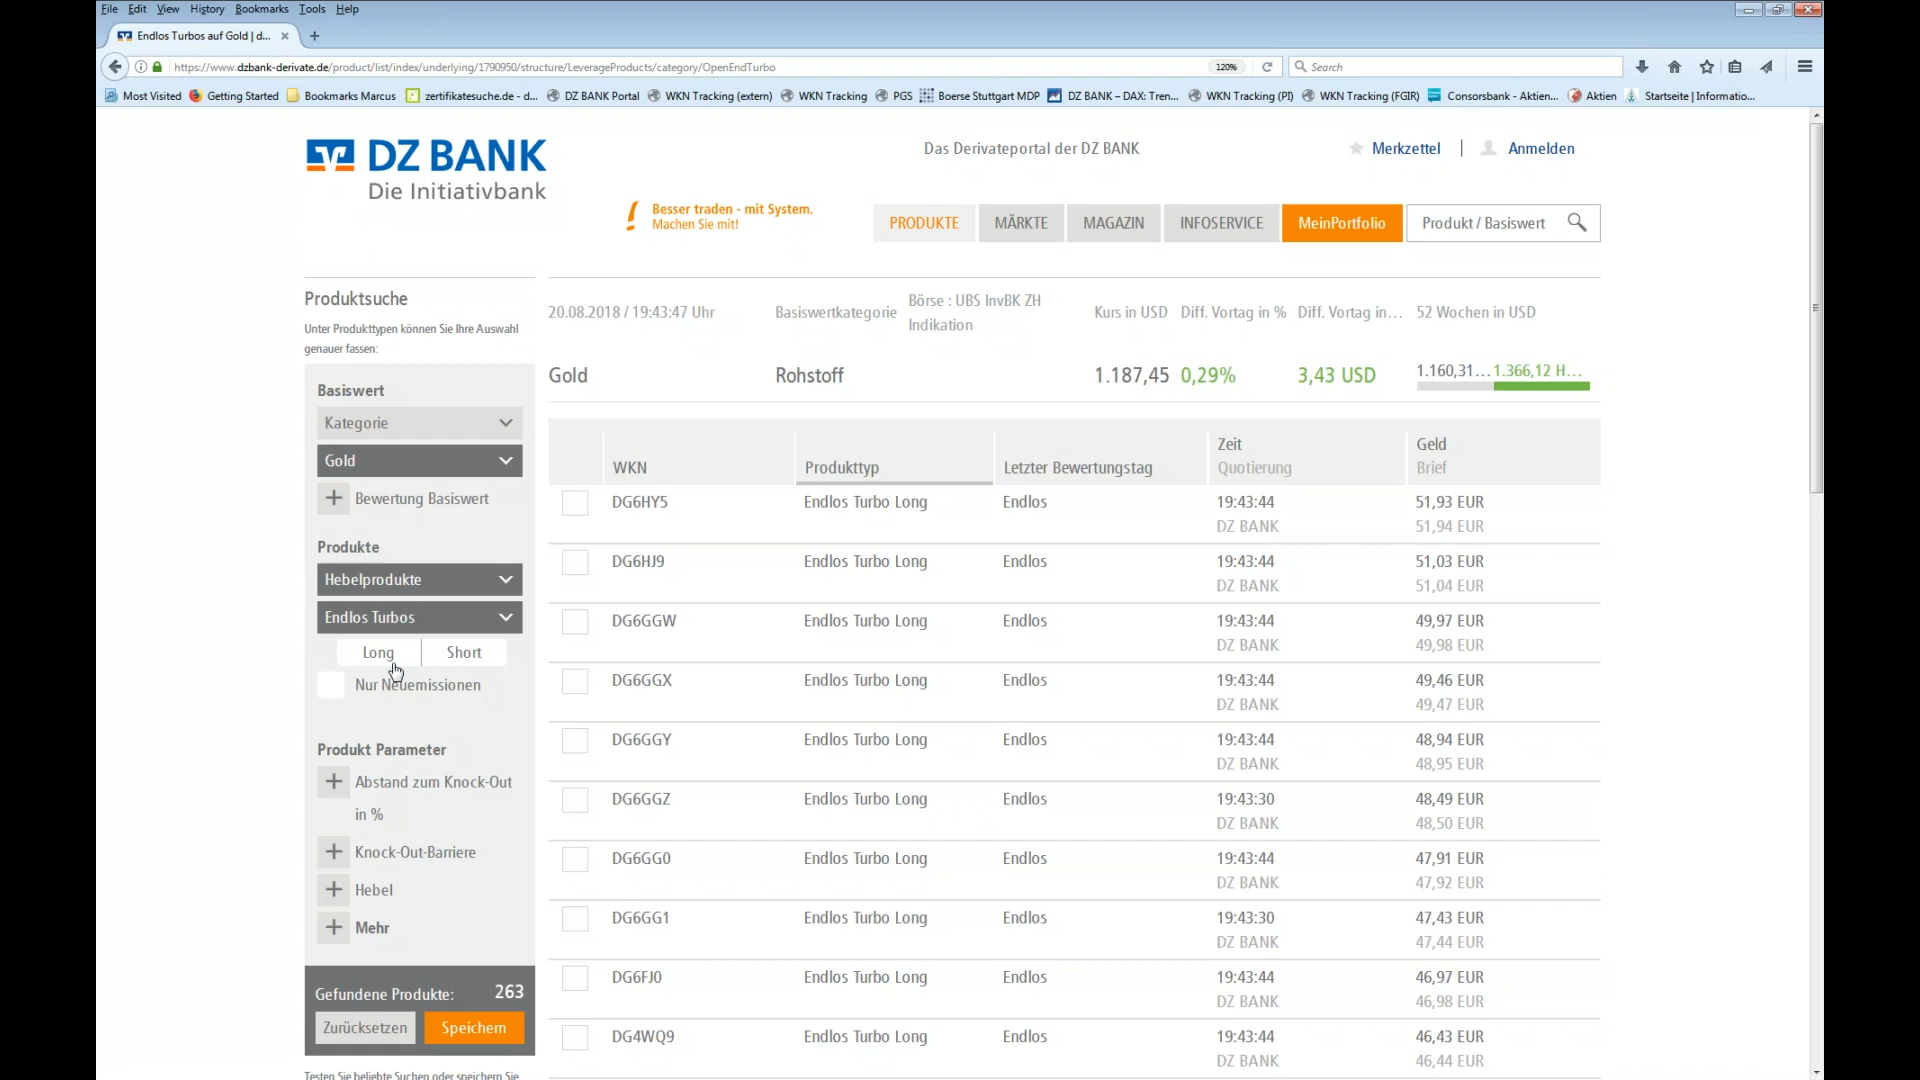 File Edit View History Bookmarks Tools Help
Endlos Turbos auf Gold | d...
https://www.dzbank-derivate.de/product/list/index/underlying/1790950/structure/LeverageProducts/category/OpenEndTurbo 120% Search
Most Visited Getting Started Bookmarks Marcus zertifikatesuche.de - d... DZ BANK Portal WKN Tracking (extern) WKN Tracking PGS Boerse Stuttgart MDP DZ BANK – DAX: Tren... WKN Tracking (PI) WKN Tracking (FGIR) Consorsbank - Aktien... Aktien Startseite | Informatio...
DZ BANK
Die Initiativbank
Das Derivateportal der DZ BANK
Merkzettel | Anmelden
Besser traden - mit System.
Machen Sie mit!
PRODUKTE MÄRKTE MAGAZIN INFOSERVICE MeinPortfolio Produkt / Basiswert
Produktsuche
Unter Produkttypen können Sie Ihre Auswahl
genauer fassen:
Basiswert
Kategorie
Gold
Bewertung Basiswert
Produkte
Hebelprodukte
Endlos Turbos
Long Short
Nur Neuemissionen
Produkt Parameter
Abstand zum Knock-Out
in %
Knock-Out-Barriere
Hebel
Mehr
Gefundene Produkte: 263
Zurücksetzen Speichern
Testen Sie beliebte Suchen oder speichern Sie
20.08.2018 / 19:43:47 Uhr Basiswertkategorie Börse : UBS InvBK ZH Kurs in USD Diff. Vortag in % Diff. Vortag in... 52 Wochen in USD
Indikation
Gold Rohstoff 1.187,45 0,29% 3,43 USD 1.160,31... 1.366,12 H...
WKN Produkttyp Letzter Bewertungstag Zeit Geld
Quotierung Brief
DG6HY5 Endlos Turbo Long Endlos 19:43:44 51,93 EUR
DZ BANK 51,94 EUR
DG6HJ9 Endlos Turbo Long Endlos 19:43:44 51,03 EUR
DZ BANK 51,04 EUR
DG6GGW Endlos Turbo Long Endlos 19:43:44 49,97 EUR
DZ BANK 49,98 EUR
DG6GGX Endlos Turbo Long Endlos 19:43:44 49,46 EUR
DZ BANK 49,47 EUR
DG6GGY Endlos Turbo Long Endlos 19:43:44 48,94 EUR
DZ BANK 48,95 EUR
DG6GGZ Endlos Turbo Long Endlos 19:43:30 48,49 EUR
DZ BANK 48,50 EUR
DG6GG0 Endlos Turbo Long Endlos 19:43:44 47,91 EUR
DZ BANK 47,92 EUR
DG6GG1 Endlos Turbo Long Endlos 19:43:30 47,43 EUR
DZ BANK 47,44 EUR
DG6FJ0 Endlos Turbo Long Endlos 19:43:44 46,97 EUR
DZ BANK 46,98 EUR
DG4WQ9 Endlos Turbo Long Endlos 19:43:44 46,43 EUR
DZ BANK 46,44 EUR